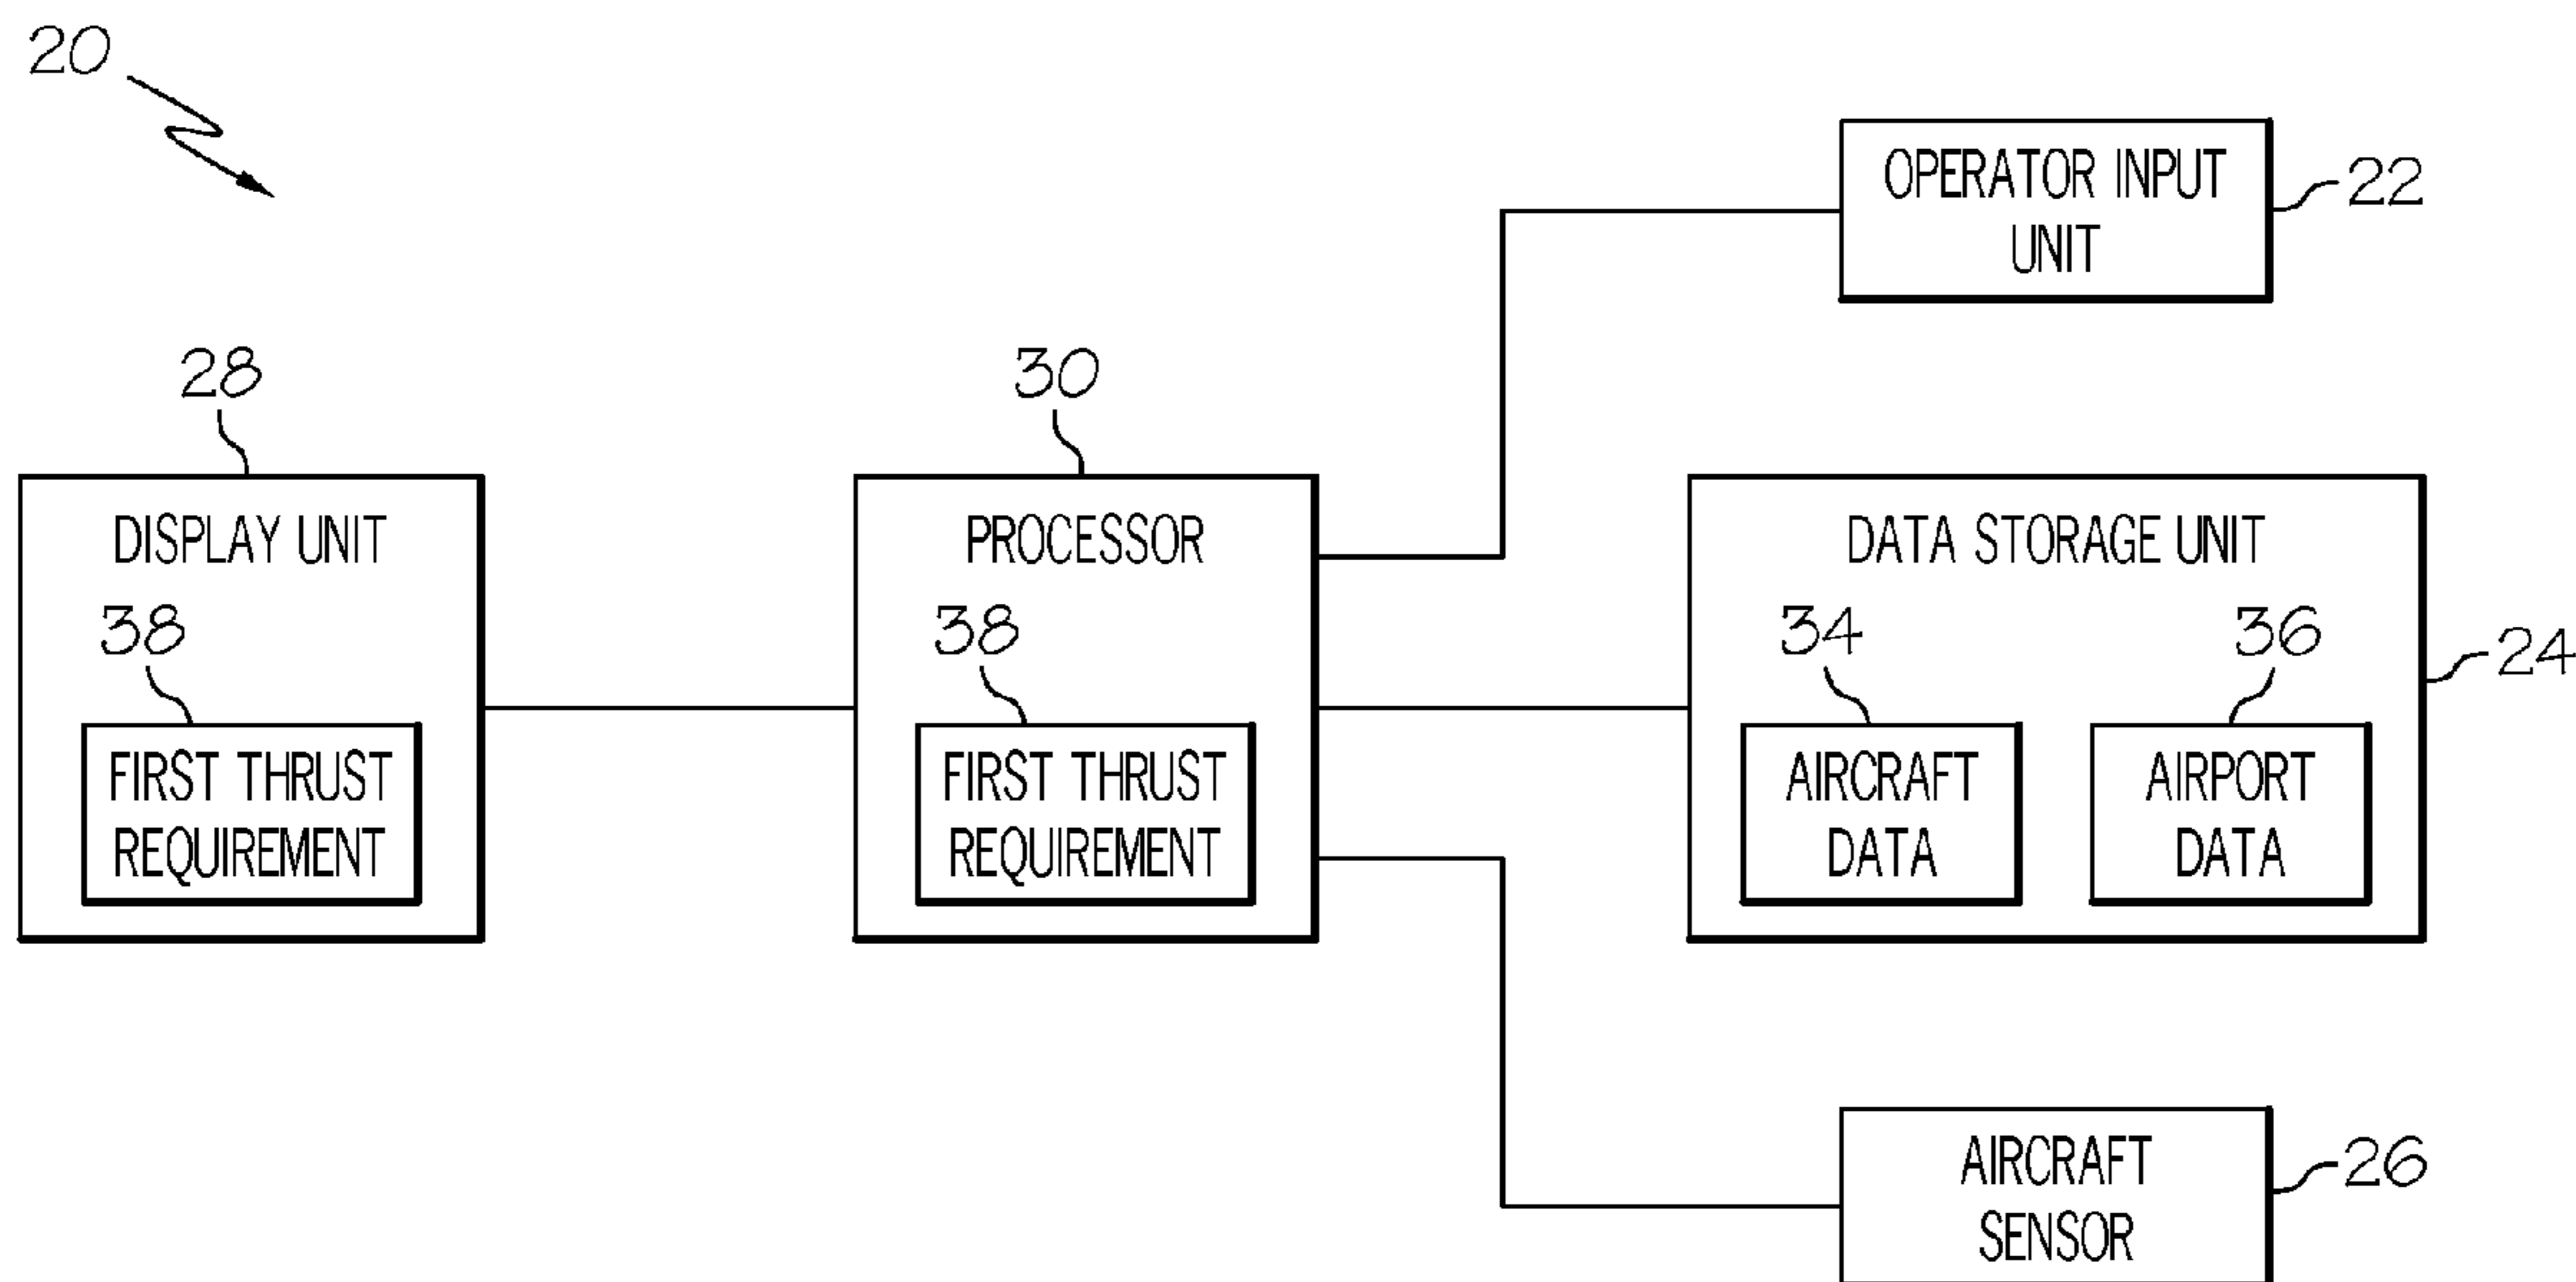 20
OPERATOR INPUT
UNIT
22
28
30
DISPLAY UNIT
38
FIRST THRUST
REQUIREMENT
PROCESSOR
38
FIRST THRUST
REQUIREMENT
DATA STORAGE UNIT
34
36
24
AIRCRAFT
DATA
AIRPORT
DATA
AIRCRAFT
SENSOR
26